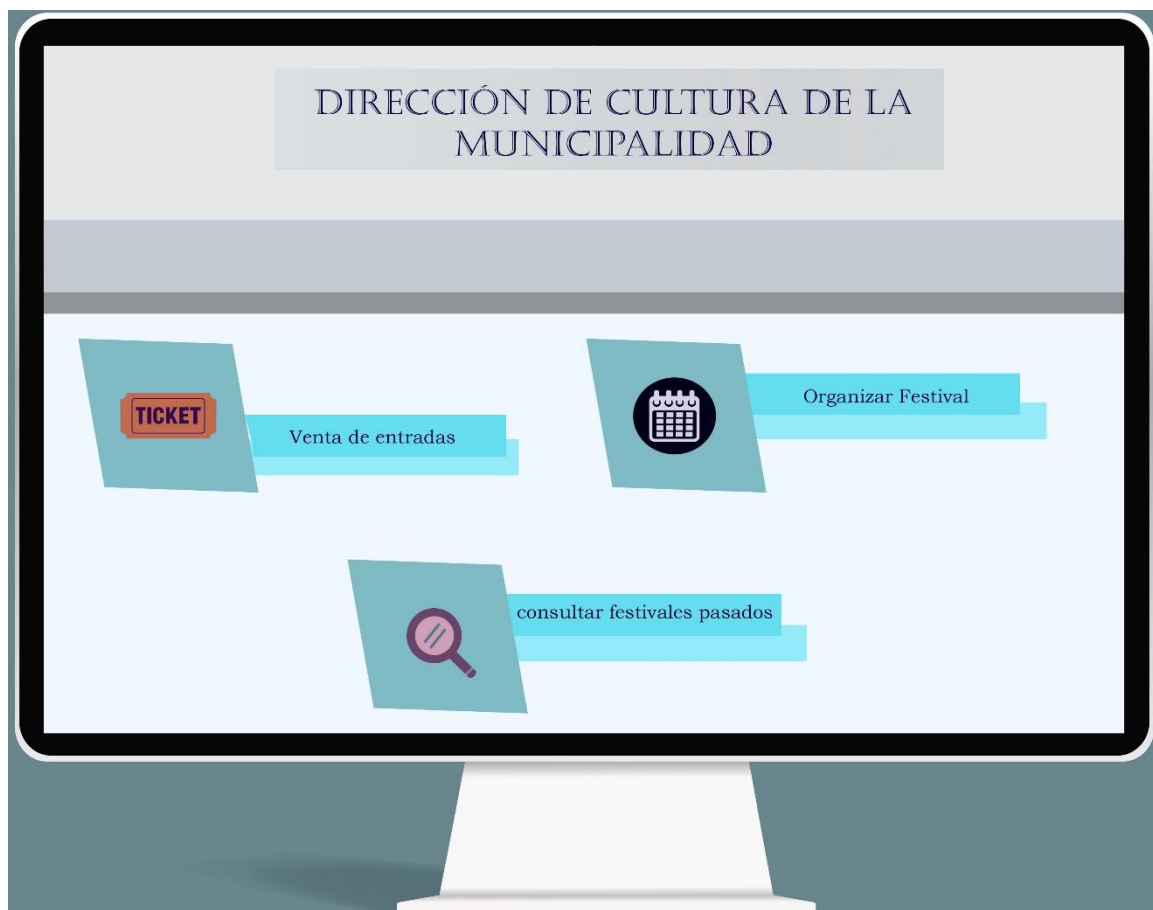 DIRECCIÓN DE CULTURA DE LA
MUNICIPALIDAD
TICKET
Venta de entradas
Organizar Festival
consultar festivales pasados